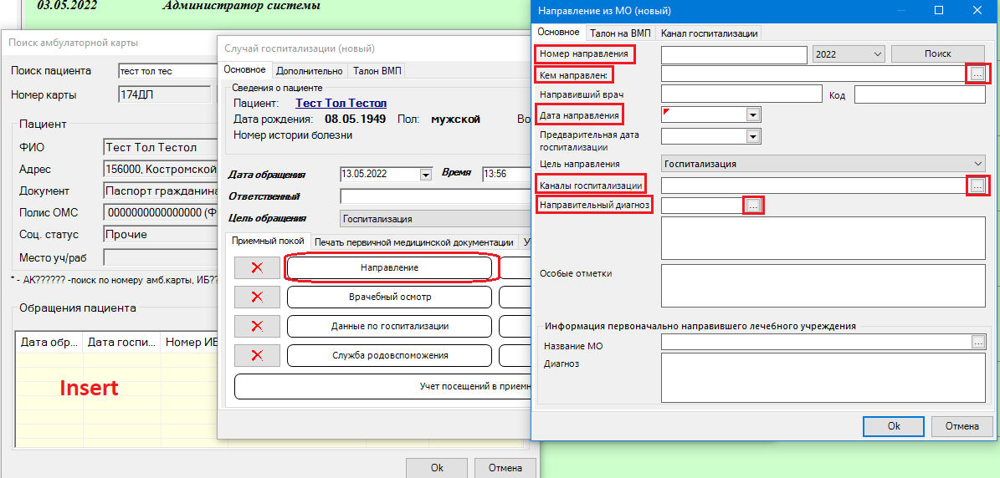 03.05.2022 Администратор системы
Поиск амбулаторной карты
Поиск пациента тест тол тес
Номер карты 174ДЛ
Пациент
ФИО Тест Тол Тестол
Адрес 156000, Костромской
Документ Паспорт гражданина
Полис ОМС 0000000000000000 (Ф
Соц. статус Прочие
Место уч/раб
* - АК?????? -поиск по номеру амб.карты, ИБ??
Обращения пациента
Дата обр... Дата госпи... Номер ИБ
Insert
Ok Отмена
Случай госпитализации (новый)
Основное Дополнительно Талон ВМП
Сведения о пациенте
Пациент: Тест Тол Тестол
Дата рождения: 08.05.1949 Пол: мужской Во
Номер истории болезни
Дата обращения 13.05.2022 Время 13:56
Ответственный
Цель обращения Госпитализация
Приемный покой Печать первичной медицинской документации У
Направление
Врачебный осмотр
Данные по госпитализации
Служба родовспоможения
Учет посещений в приемн
Направление из МО (новый)
Основное Талон на ВМП Канал госпитализации
Номер направления 2022 Поиск
Кем направлен: ...
Направивший врач Код
Дата направления
Предварительная дата
госпитализации
Цель направления Госпитализация
Каналы госпитализации ...
Направительный диагноз ...
Особые отметки
Информация первоначально направившего лечебного учреждения
Название МО ...
Диагноз
Ok Отмена